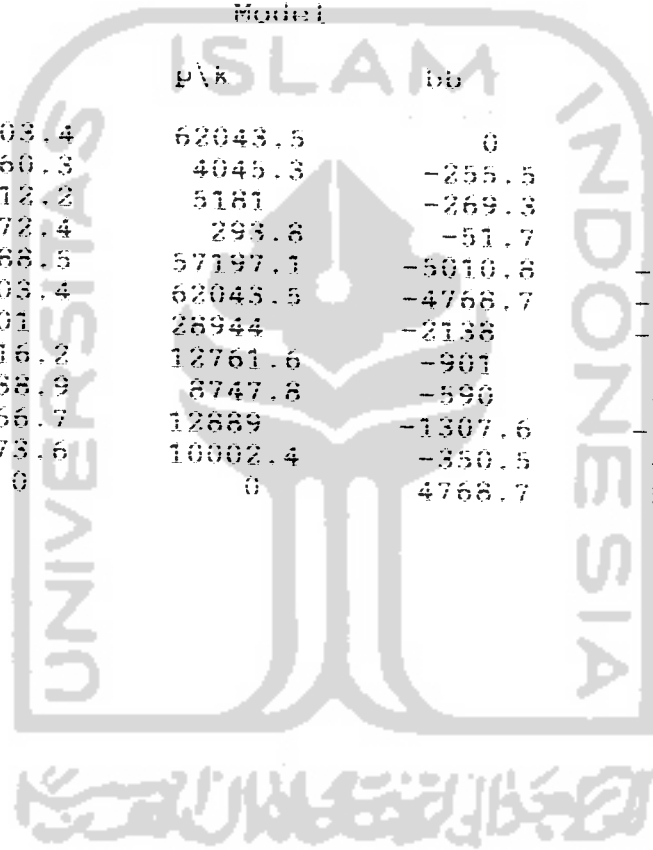 Model
p\k bb
03.4 62043.5 0
60.3 4045.3 -255.5
12.2 5181 -269.3
72.4 293.8 -51.7
88.5 57197.1 -5010.8 -
03.4 62043.5 -4768.7 -
01 28944 -2138 -
16.2 12761.6 -901
88.9 8747.8 -590
66.7 12889 -1307.6 -
73.6 10002.4 -350.5
0 0 4768.7
UNIVERSITAS
ISLAM
INDONESIA